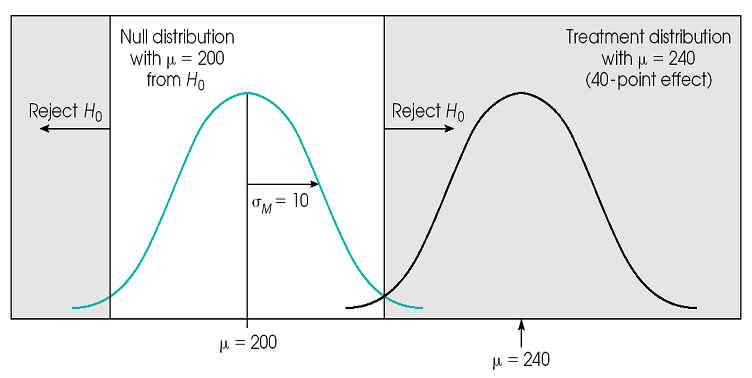 Null distribution
with μ = 200
from H₀
Treatment distribution
with μ = 240
(40-point effect)
Reject H₀
Reject H₀
σ_M = 10
μ = 200
μ = 240